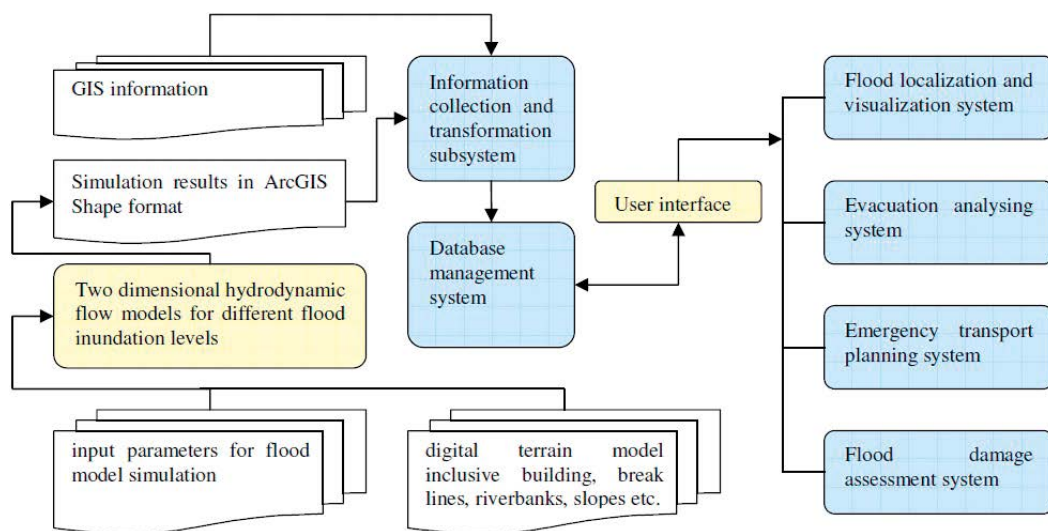 GIS information
Information
collection and
transformation
subsystem
Flood localization and
visualization system
Simulation results in ArcGIS
Shape format
User interface
Evacuation analysing
system
Database
management
system
Two dimensional hydrodynamic
flow models for different flood
inundation levels
Emergency transport
planning system
input parameters for flood
model simulation
digital terrain model
inclusive building, break
lines, riverbanks, slopes etc.
Flood damage
assessment system